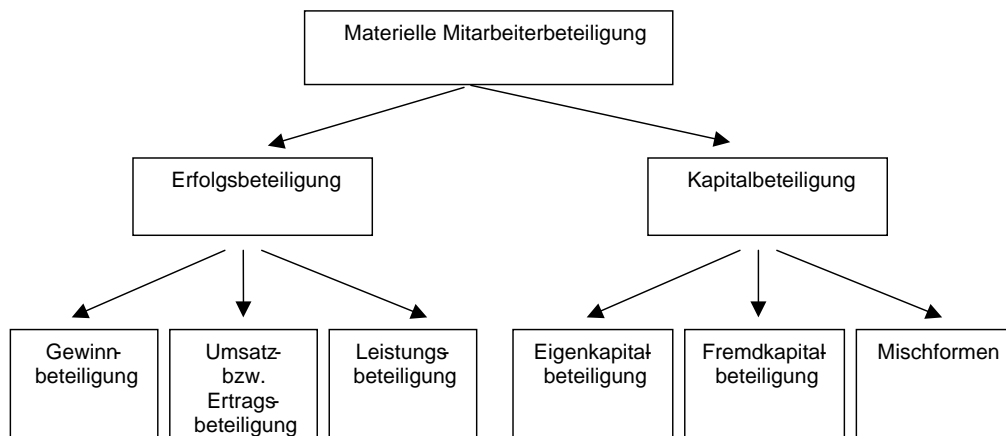 Materielle Mitarbeiterbeteiligung
Erfolgsbeteiligung
Kapitalbeteiligung
Gewinn-
beteiligung
Umsatz-
bzw.
Ertrags-
beteiligung
Leistungs-
beteiligung
Eigenkapital-
beteiligung
Fremdkapital-
beteiligung
Mischformen